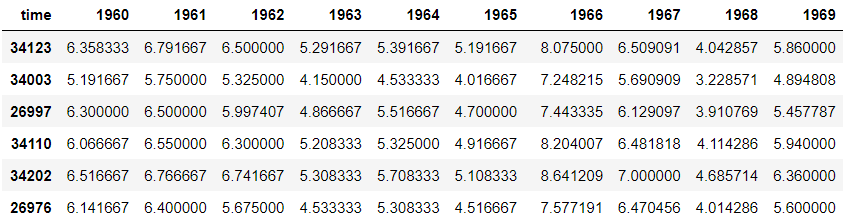 time 1960 1961 1962 1963 1964 1965 1966 1967 1968 1969
34123 6.358333 6.791667 6.500000 5.291667 5.391667 5.191667 8.075000 6.509091 4.042857 5.860000
34003 5.191667 5.750000 5.325000 4.150000 4.533333 4.016667 7.248215 5.690909 3.228571 4.894808
26997 6.300000 6.500000 5.997407 4.866667 5.516667 4.700000 7.443335 6.129097 3.910769 5.457787
34110 6.066667 6.550000 6.300000 5.208333 5.325000 4.916667 8.204007 6.481818 4.114286 5.940000
34202 6.516667 6.766667 6.741667 5.308333 5.708333 5.108333 8.641209 7.000000 4.685714 6.360000
26976 6.141667 6.400000 5.675000 4.533333 5.308333 4.516667 7.577191 6.470456 4.014286 5.600000